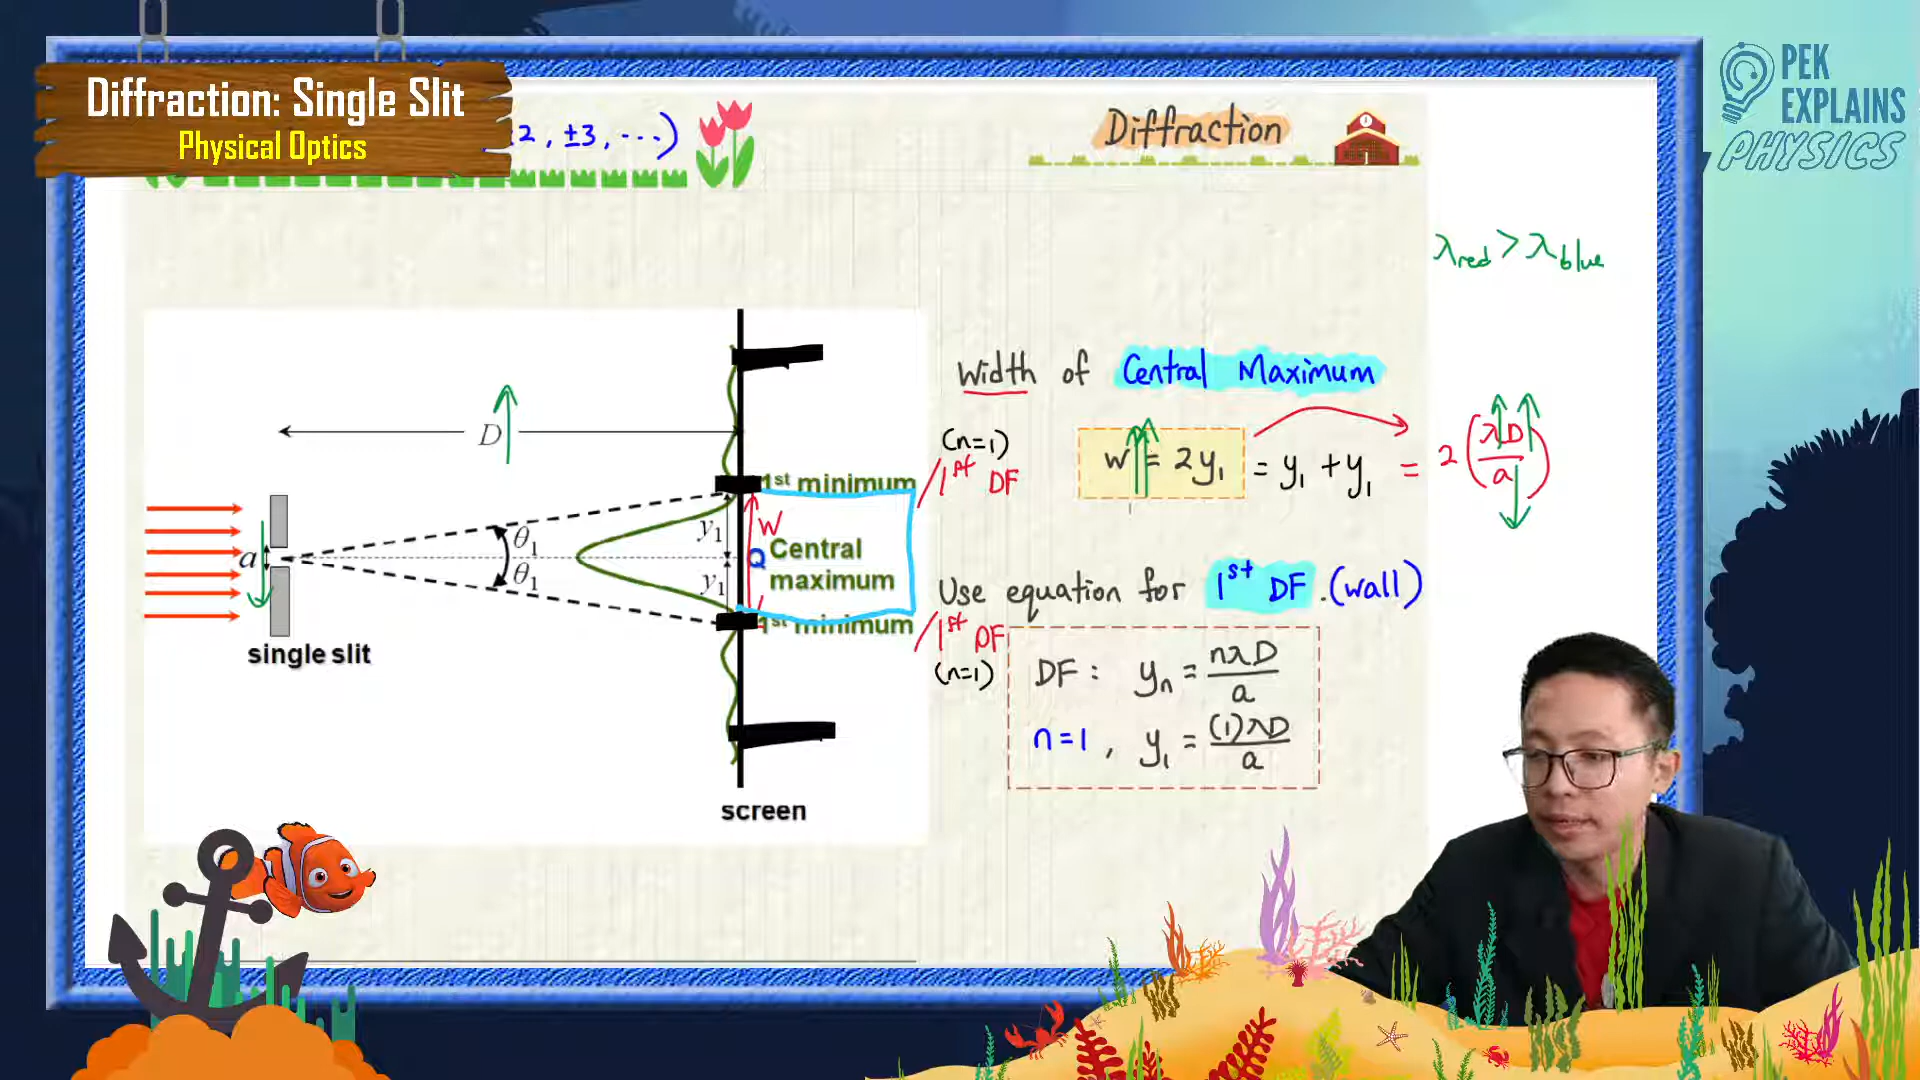 Diffraction: Single Slit
Physical Optics
2, ±3, ...)
Diffraction
PEK
EXPLAINS
PHYSICS
λred > λblue
Width of Central Maximum
D
(n=1)
1st DF
w = 2y₁ = y₁ + y₁ = 2(λD/a)
1st minimum
θ₁
y₁
W
a
Q
Central
maximum
θ₁
y₁
Use equation for 1st DF. (wall)
1st minimum
1st DF
(n=1)
single slit
DF: yₙ = nλD/a
n=1, y₁ = (1)λD/a
screen